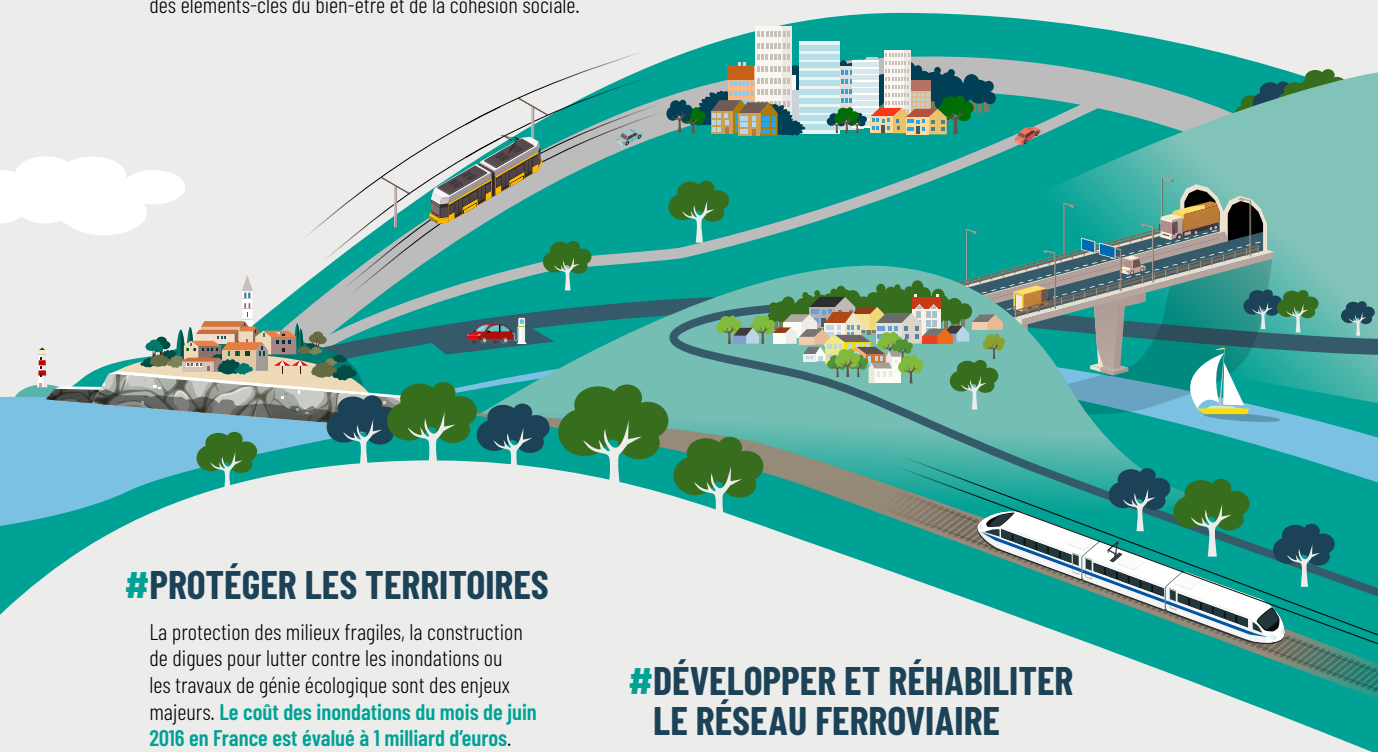 des éléments-clés du bien-être et de la cohésion sociale.
#PROTÉGER LES TERRITOIRES
La protection des milieux fragiles, la construction
de digues pour lutter contre les inondations ou
les travaux de génie écologique sont des enjeux
majeurs. Le coût des inondations du mois de juin
2016 en France est évalué à 1 milliard d’euros.
#DÉVELOPPER ET RÉHABILITER
LE RÉSEAU FERROVIAIRE